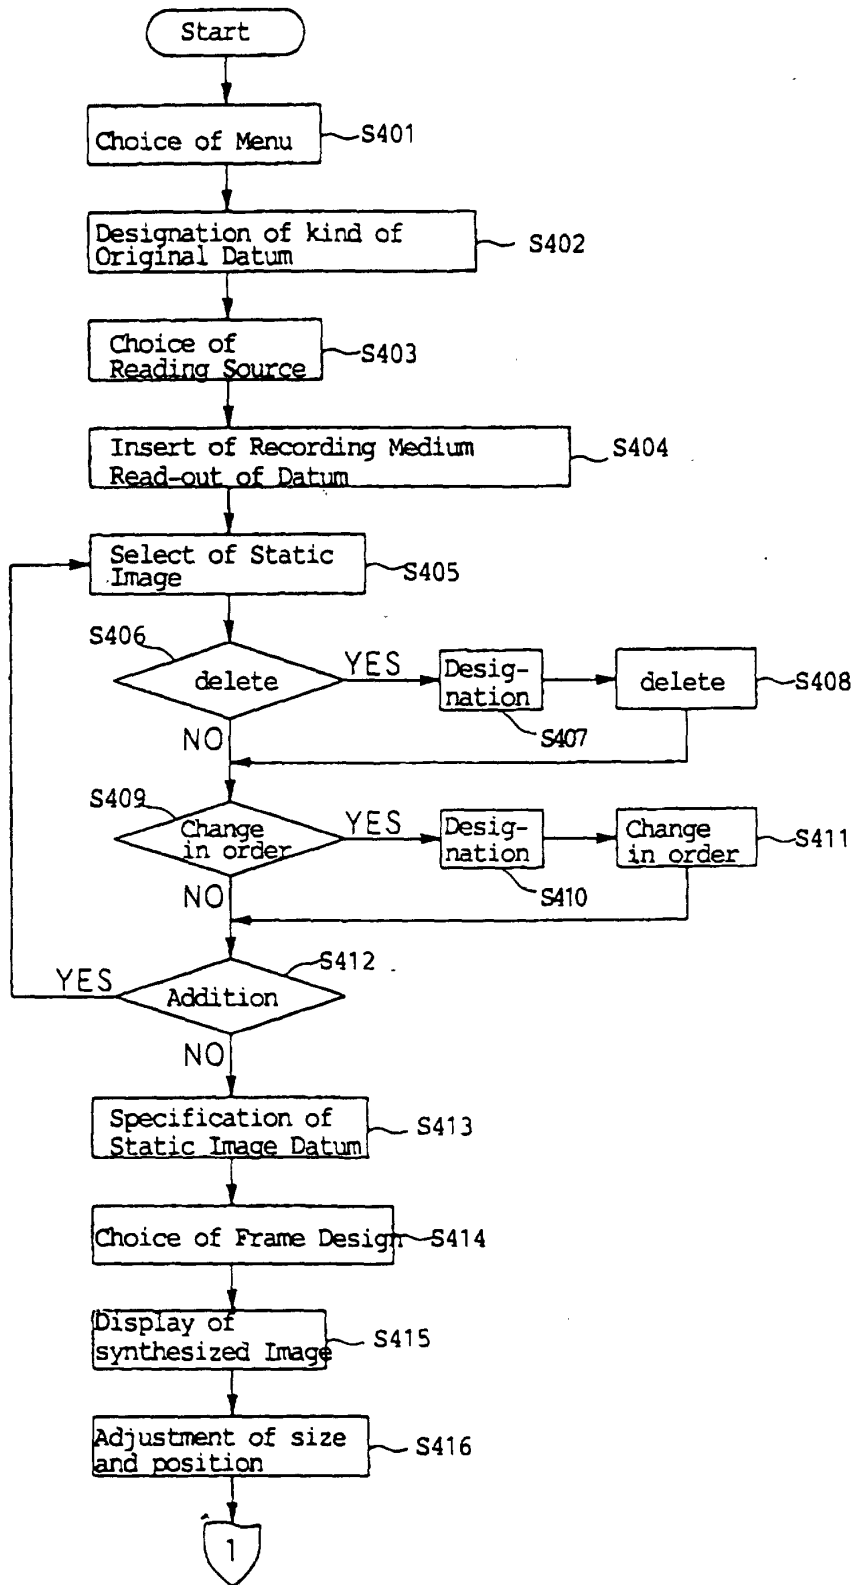 Start
Choice of Menu
S401
Designation of kind of
Original Datum
S402
Choice of
Reading Source
S403
Insert of Recording Medium
Read-out of Datum
S404
Select of Static
Image
S405
S406
delete
YES
Desig-
nation
S407
delete
S408
NO
S409
Change
in order
YES
Desig-
nation
S410
Change
in order
S411
NO
S412
YES
Addition
NO
Specification of
Static Image Datum
S413
Choice of Frame Design
S414
Display of
synthesized Image
S415
Adjustment of size
and position
S416
1